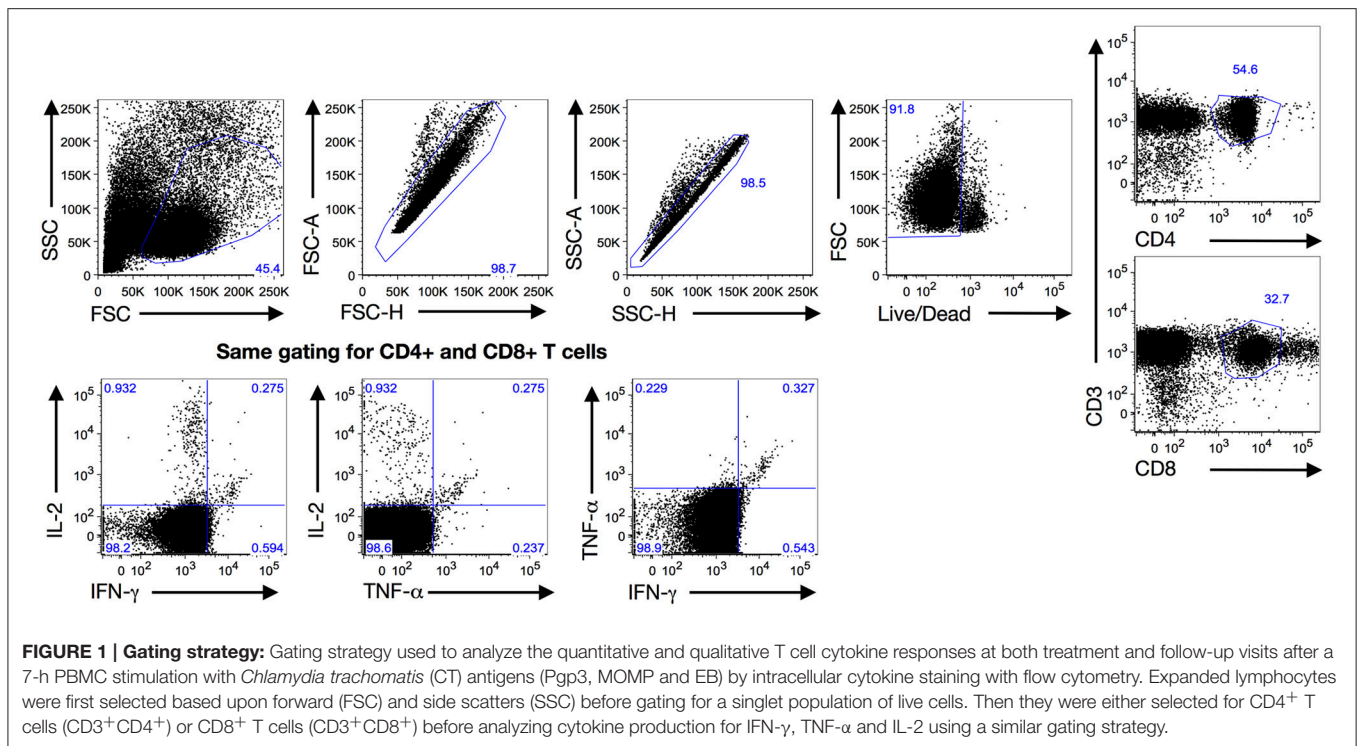 SSC
250K
200K
150K
100K
50K
0
0 50K 100K 150K 200K 250K
45.4
FSC
FSC-A
250K
200K
150K
100K
50K
0
0 50K 100K 150K 200K 250K
98.7
FSC-H
SSC-A
250K
200K
150K
100K
50K
0
0 50K 100K 150K 200K 250K
98.5
SSC-H
FSC
250K
200K
150K
100K
50K
0
91.8
0 10² 10³ 10⁴ 10⁵
Live/Dead
10⁵
10⁴
10³
10²
0
54.6
0 10² 10³ 10⁴ 10⁵
CD4
CD3
10⁵
10⁴
10³
10²
0
32.7
0 10² 10³ 10⁴ 10⁵
CD8
Same gating for CD4+ and CD8+ T cells
IL-2
10⁵
10⁴
10³
10²
0
0.932 0.275
98.2 0.594
0 10² 10³ 10⁴ 10⁵
IFN-γ
IL-2
10⁵
10⁴
10³
10²
0
0.932 0.275
98.6 0.237
0 10² 10³ 10⁴ 10⁵
TNF-α
TNF-α
10⁵
10⁴
10³
10²
0
0.229 0.327
98.9 0.543
0 10² 10³ 10⁴ 10⁵
IFN-γ
FIGURE 1 | Gating strategy: Gating strategy used to analyze the quantitative and qualitative T cell cytokine responses at both treatment and follow-up visits after a
7-h PBMC stimulation with Chlamydia trachomatis (CT) antigens (Pgp3, MOMP and EB) by intracellular cytokine staining with flow cytometry. Expanded lymphocytes
were first selected based upon forward (FSC) and side scatters (SSC) before gating for a singlet population of live cells. Then they were either selected for CD4⁺ T
cells (CD3⁺CD4⁺) or CD8⁺ T cells (CD3⁺CD8⁺) before analyzing cytokine production for IFN-γ, TNF-α and IL-2 using a similar gating strategy.